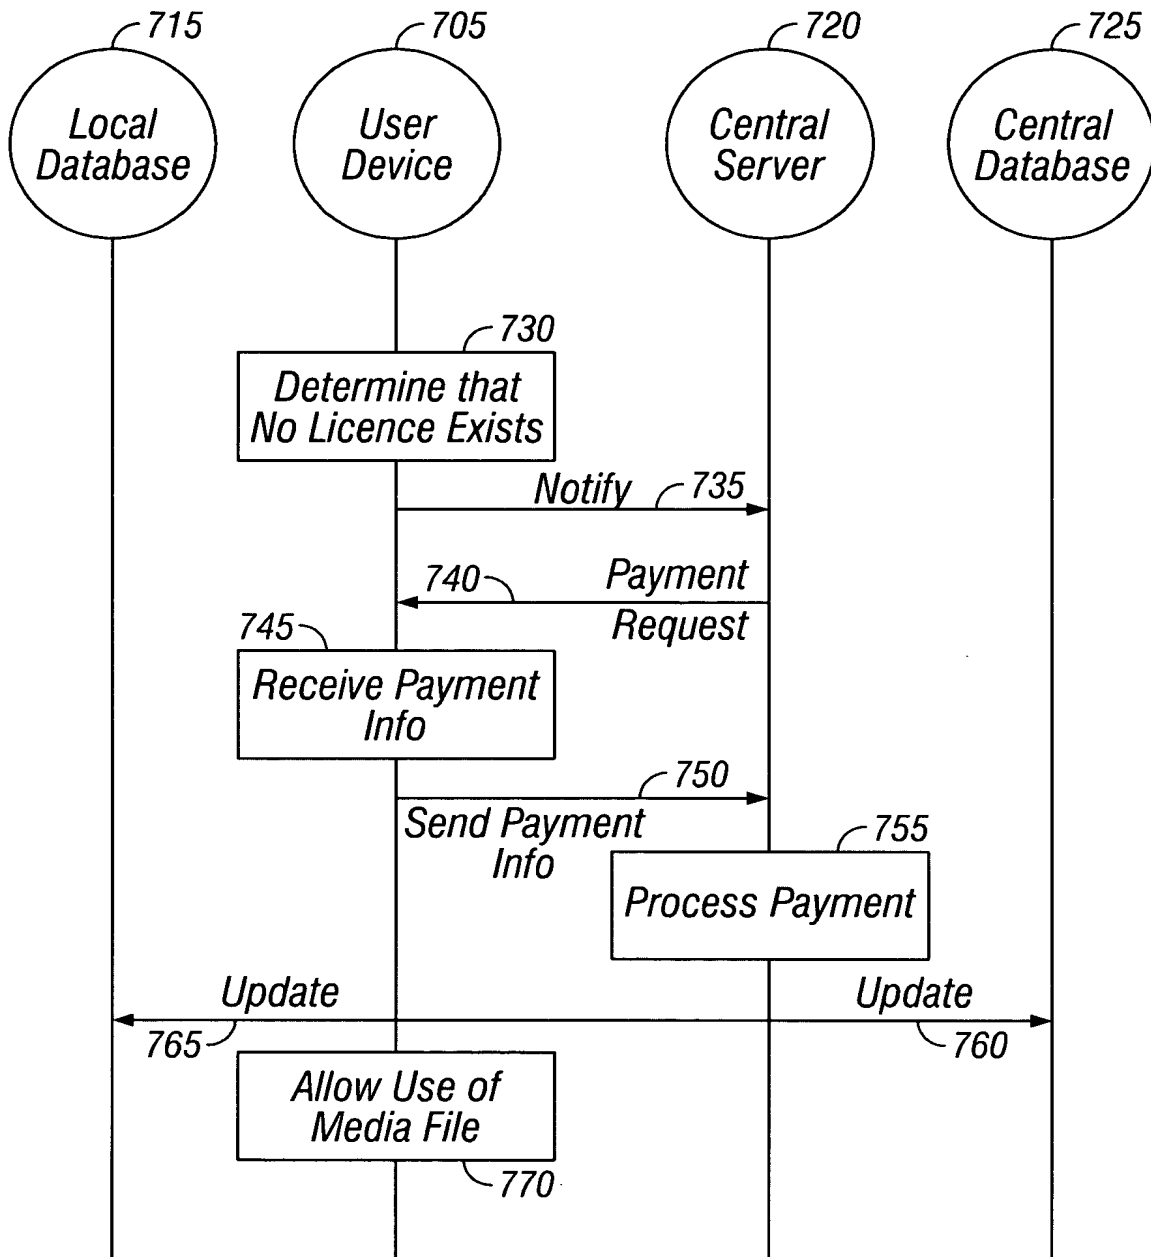 715
705
720
725
Local
Database
User
Device
Central
Server
Central
Database
730
Determine that
No Licence Exists
Notify
735
740
Payment
Request
745
Receive Payment
Info
750
Send Payment
Info
755
Process Payment
Update
Update
765
760
Allow Use of
Media File
770